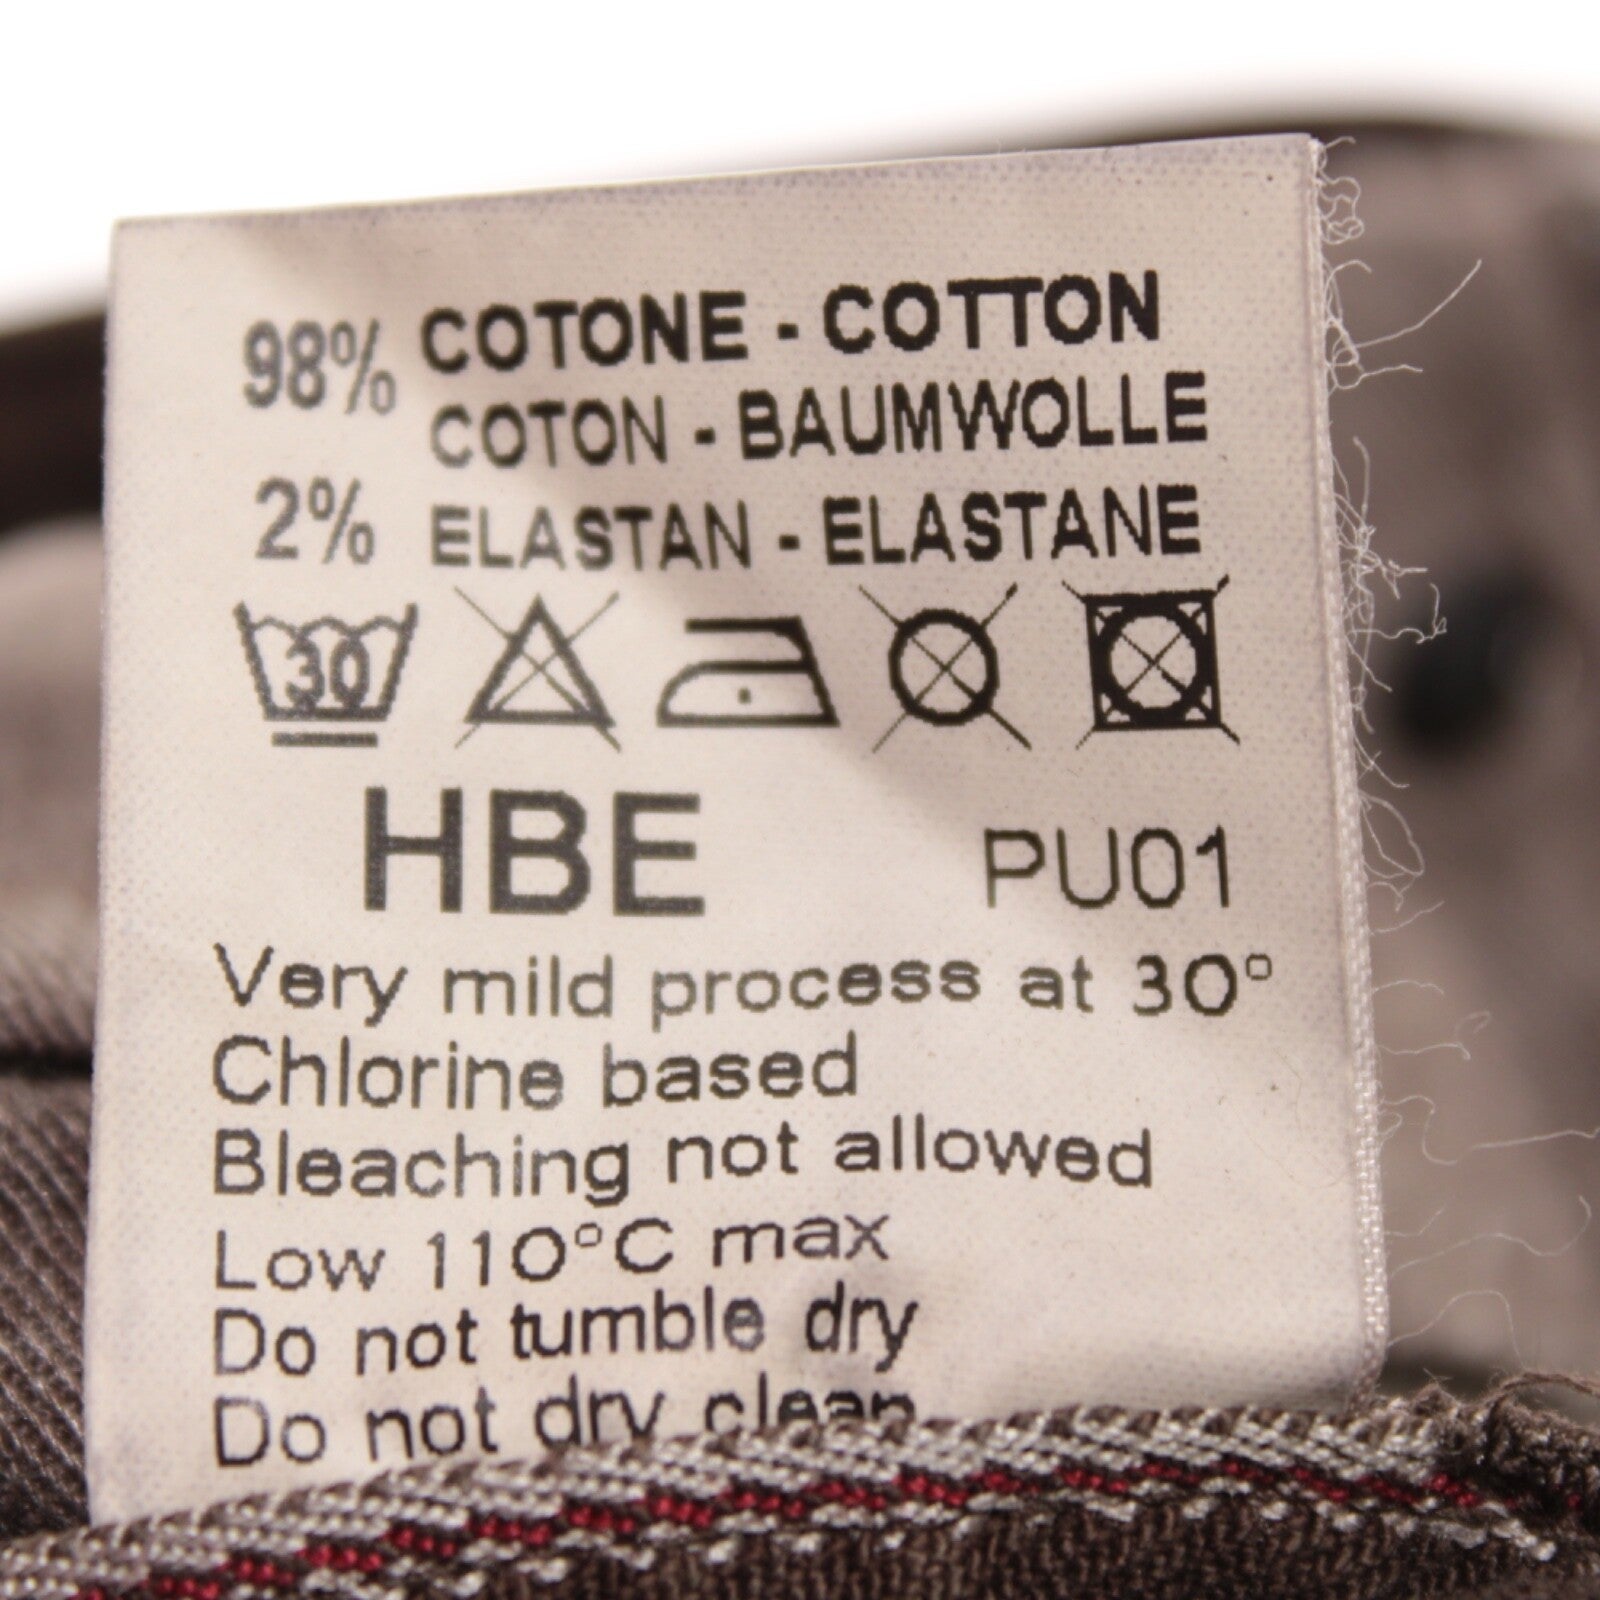 98% COTONE - COTTON
COTON - BAUMWOLLE
2% ELASTAN - ELASTANE
30
HBE PU01
Very mild process at 30°
Chlorine based
Bleaching not allowed
Low 110°C max
Do not tumble dry
Do not dry clean